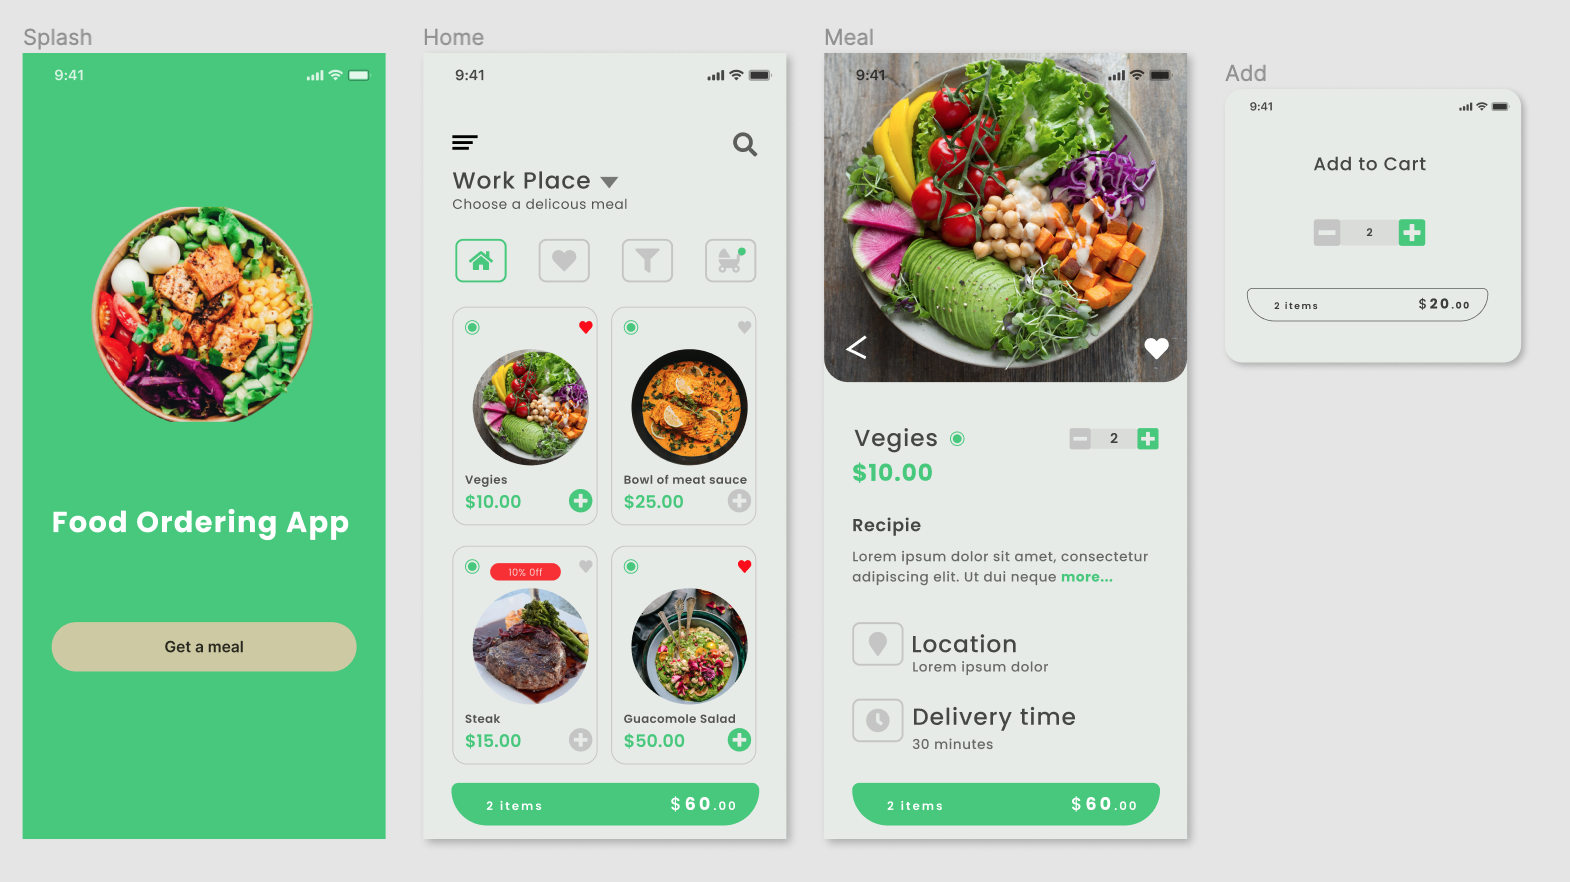 Splash
9:41
Food Ordering App
Get a meal
Home
9:41
Work Place
Choose a delicous meal
Vegies
$10.00
Bowl of meat sauce
$25.00
10% Off
Steak
$15.00
Guacomole Salad
$50.00
2 items $60.00
Meal
9:41
Vegies 2
$10.00
Recipie
Lorem ipsum dolor sit amet, consectetur
adipiscing elit. Ut dui neque more...
Location
Lorem ipsum dolor
Delivery time
30 minutes
2 items $60.00
Add
9:41
Add to Cart
2
2 items $20.00